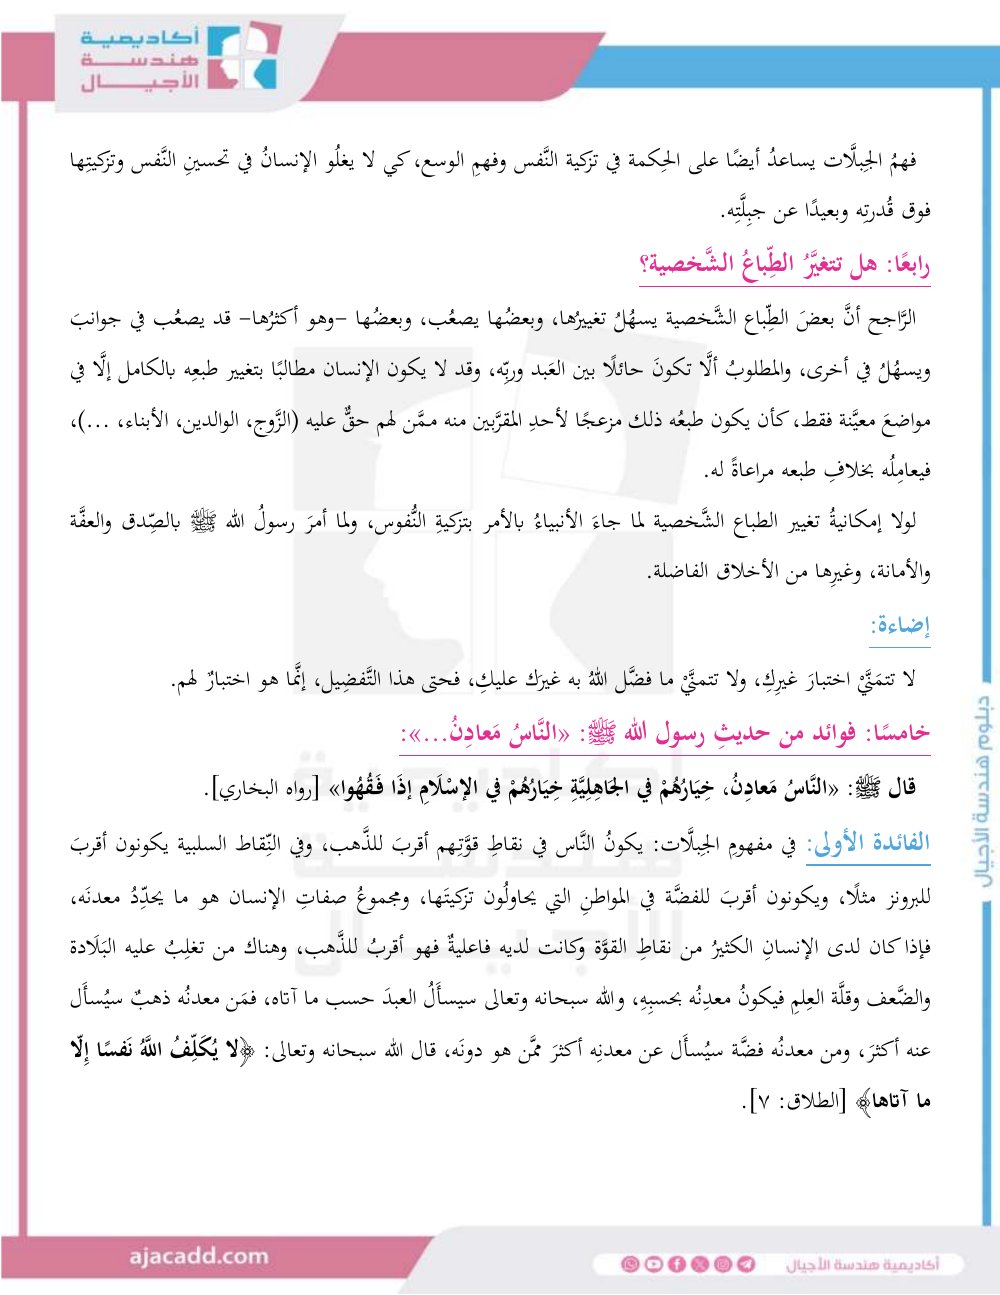 أكاديمية
هندسة
الأجيال
فهمُ الجِبلَّات يساعدُ أيضًا على الحِكمة في تزكية النَّفس وفهمِ الوسع، كي لا يغلُو الإنسانُ في تحسينِ النَّفس وتزكيتِها
فوق قُدرتِه وبعيدًا عن جبِلَّتِه.
رابعًا: هل تتغيَّرُ الطِّباعُ الشَّخصية؟
الرَّاجح أنَّ بعضَ الطِّباع الشَّخصية يسهُلُ تغييرُها، وبعضُها يصعُب، وبعضُها –وهو أكثرُها– قد يصعُب في جوانبَ
ويسهُلُ في أخرى، والمطلوبُ ألَّا تكونَ حائلًا بين العَبد وربِّه، وقد لا يكون الإنسان مطالبًا بتغيير طبعِه بالكامل إلَّا في
مواضعَ معيَّنة فقط، كأن يكون طبعُه ذلك مزعجًا لأحدِ المقرَّبين منه ممَّن لهم حقٌّ عليه (الزَّوج، الوالدين، الأبناء، ...)،
فيعامِلُه بخلافِ طبعه مراعاةً له.
لولا إمكانيةُ تغيير الطباع الشَّخصية لما جاءَ الأنبياءُ بالأمر بتزكيةِ النُّفوس، ولما أمرَ رسولُ الله ﷺ بالصِّدق والعفَّة
والأمانة، وغيرِها من الأخلاق الفاضلة.
إضاءة:
لا تتمَنَّيْ اختبارَ غيرِكِ، ولا تتمنَّيْ ما فضَّل اللهُ به غيرَك عليكِ، فحتى هذا التَّفضِيل، إنَّما هو اختبارٌ لهم.
خامسًا: فوائد من حديثِ رسول الله ﷺ: «النَّاسُ مَعادِنُ...»:
قال ﷺ: «النَّاسُ مَعادِنُ، خِيَارُهُمْ في الجَاهِلِيَّةِ خِيَارُهُمْ في الإسْلَامِ إذَا فَقُهُوا» [رواه البخاري].
الفائدة الأولى: في مفهومِ الجِبلَّات: يكونُ النَّاس في نقاطِ قوَّتِهم أقربَ للذَّهب، وفي النِّقاط السلبية يكونون أقربَ
للبرونز مثلًا، ويكونون أقربَ للفضَّة في المواطنِ التي يحاولُون تزكيتَها، ومجموعُ صفاتِ الإنسان هو ما يحدِّدُ معدنَه،
فإذا كان لدى الإنسانِ الكثيرُ من نقاطِ القوَّة وكانت لديه فاعليةٌ فهو أقربُ للذَّهب، وهناك من تغلِبُ عليه البَلَادة
والضَّعف وقلَّة العِلمِ فيكونُ معدنُه بحسبِهِ، والله سبحانه وتعالى سيسأَلُ العبدَ حسب ما آتاه، فمَن معدنُه ذهبٌ سيُسأَل
عنه أكثرَ، ومن معدنُه فضَّة سيُسأَل عن معدنِه أكثرَ ممَّن هو دونَه، قال الله سبحانه وتعالى: ﴿لا يُكَلِّفُ اللَّهُ نَفسًا إِلّا
ما آتاها﴾ [الطلاق: ٧].
دبلوم هندسة الأجيال
ajacadd.com
أكاديمية هندسة الأجيال